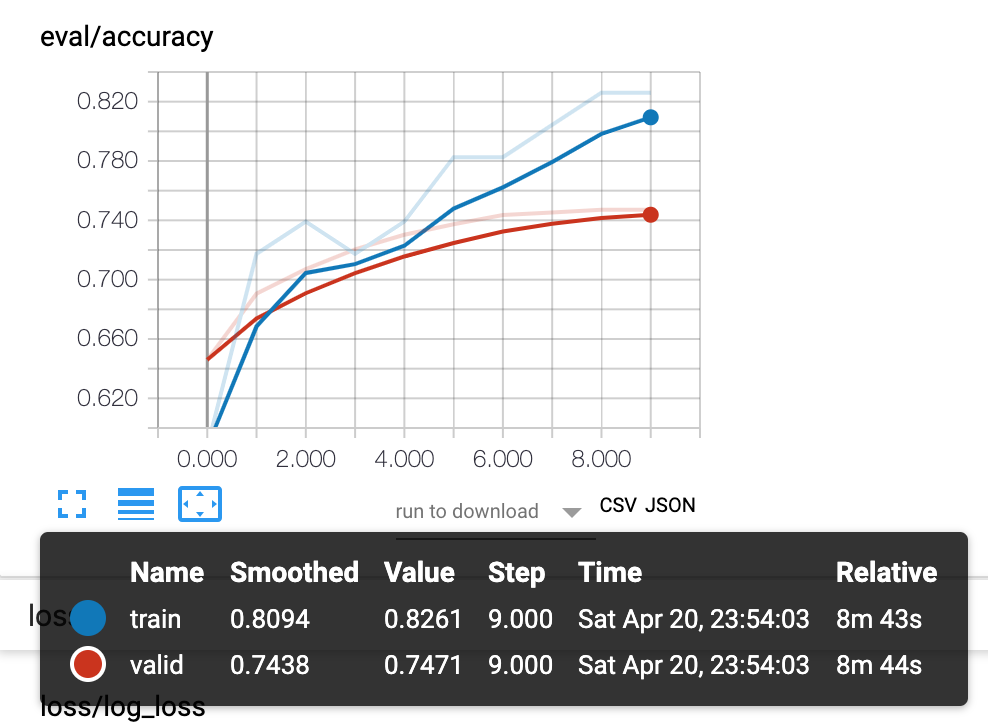 eval/accuracy
0.820
0.780
0.740
0.700
0.660
0.620
0.000 2.000 4.000 6.000 8.000
run to download CSV JSON
Name Smoothed Value Step Time Relative
train 0.8094 0.8261 9.000 Sat Apr 20, 23:54:03 8m 43s
valid 0.7438 0.7471 9.000 Sat Apr 20, 23:54:03 8m 44s
loss/log_loss